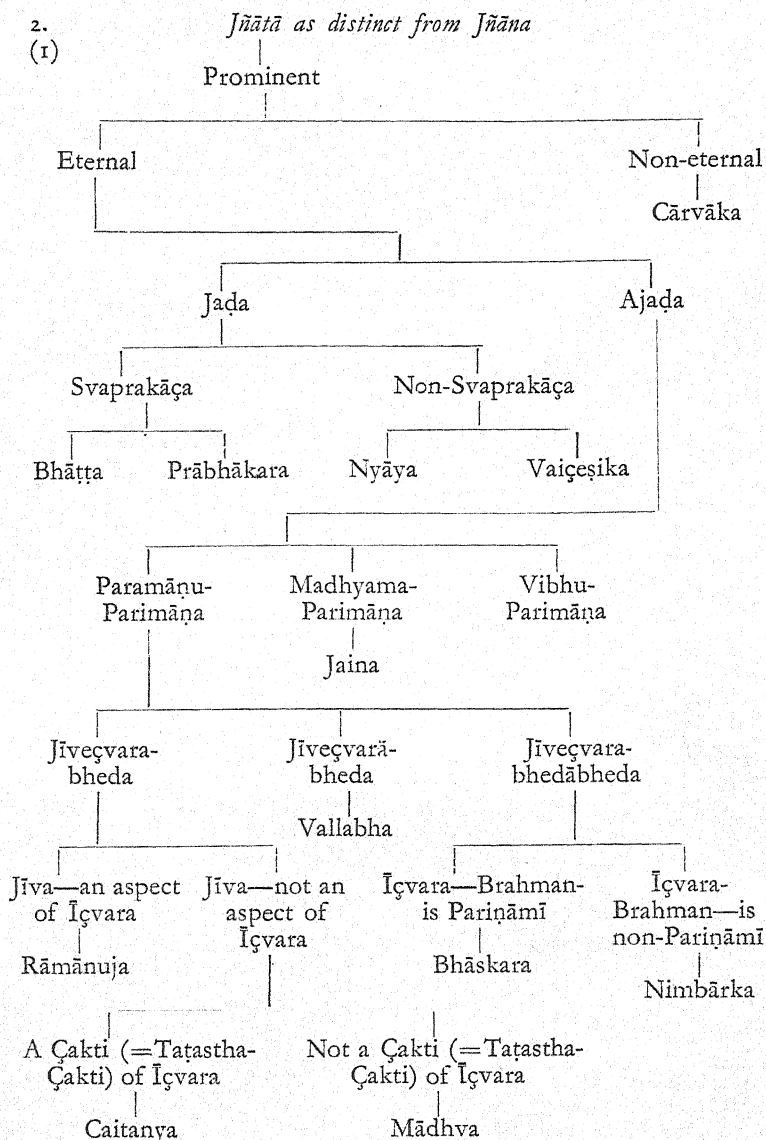 2. Jñātā as distinct from Jñāna
(1)
Prominent
Eternal Non-eternal
Cārvāka
Jaḍa Ajaḍa
Svaprakāça Non-Svaprakāça
Bhāṭṭa Prābhākara Nyāya Vaiçeṣika
Paramāṇu- Madhyama- Vibhu-
Parimāṇa Parimāṇa Parimāṇa
Jaina
Jīveçvara- Jīveçvarā- Jīveçvara-
bheda bheda bhedābheda
Vallabha
Jīva—an aspect Jīva—not an Īçvara—Brahman- Īçvara-
of Īçvara aspect of is Pariṇāmī Brahman—is
Īçvara non-Pariṇāmī
Rāmānuja Bhāskara
Nimbārka
A Çakti (=Taṭastha- Not a Çakti (=Taṭastha-
Çakti) of Īçvara Çakti) of Īçvara
Caitanya Mādhva